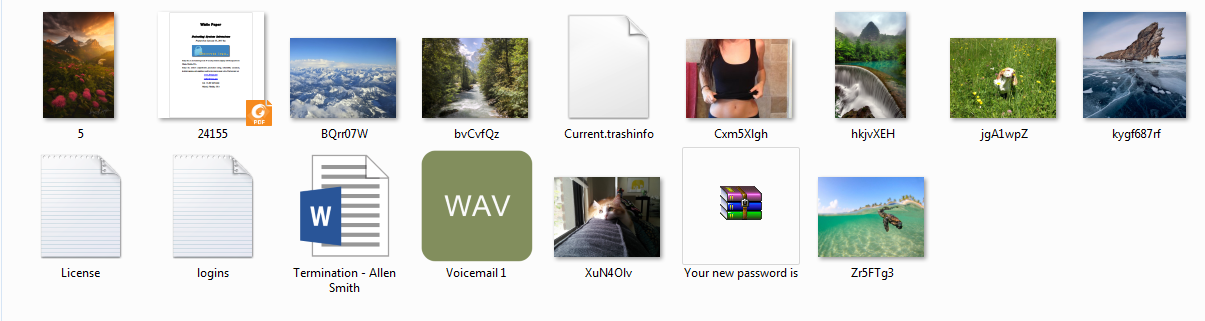 White Paper
PDF
5
24155
BQrr07W
bvCvfQz
Current.trashinfo
Cxm5XIgh
hkjvXEH
jgA1wpZ
kygf687rf
W
WAV
License
logins
Termination - Allen
Smith
Voicemail 1
XuN4Olv
Your new password is
Zr5FTg3